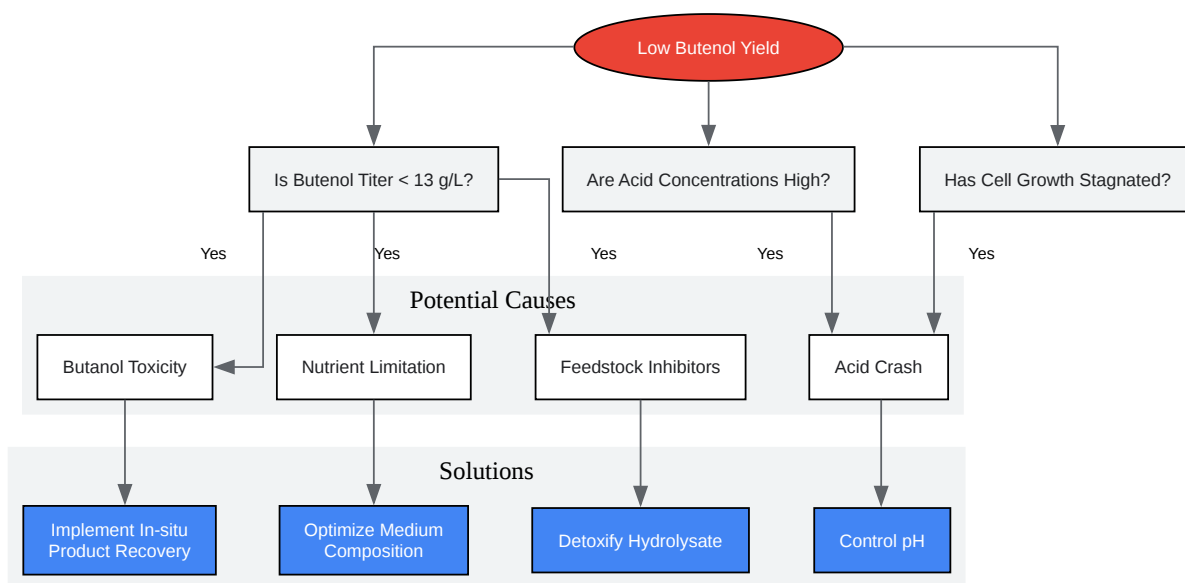 Low Butenol Yield
Is Butenol Titer < 13 g/L?
Are Acid Concentrations High?
Has Cell Growth Stagnated?
Yes
Yes
Yes
Yes
Yes
Potential Causes
Butanol Toxicity
Nutrient Limitation
Feedstock Inhibitors
Acid Crash
Solutions
Implement In-situ
Product Recovery
Optimize Medium
Composition
Detoxify Hydrolysate
Control pH